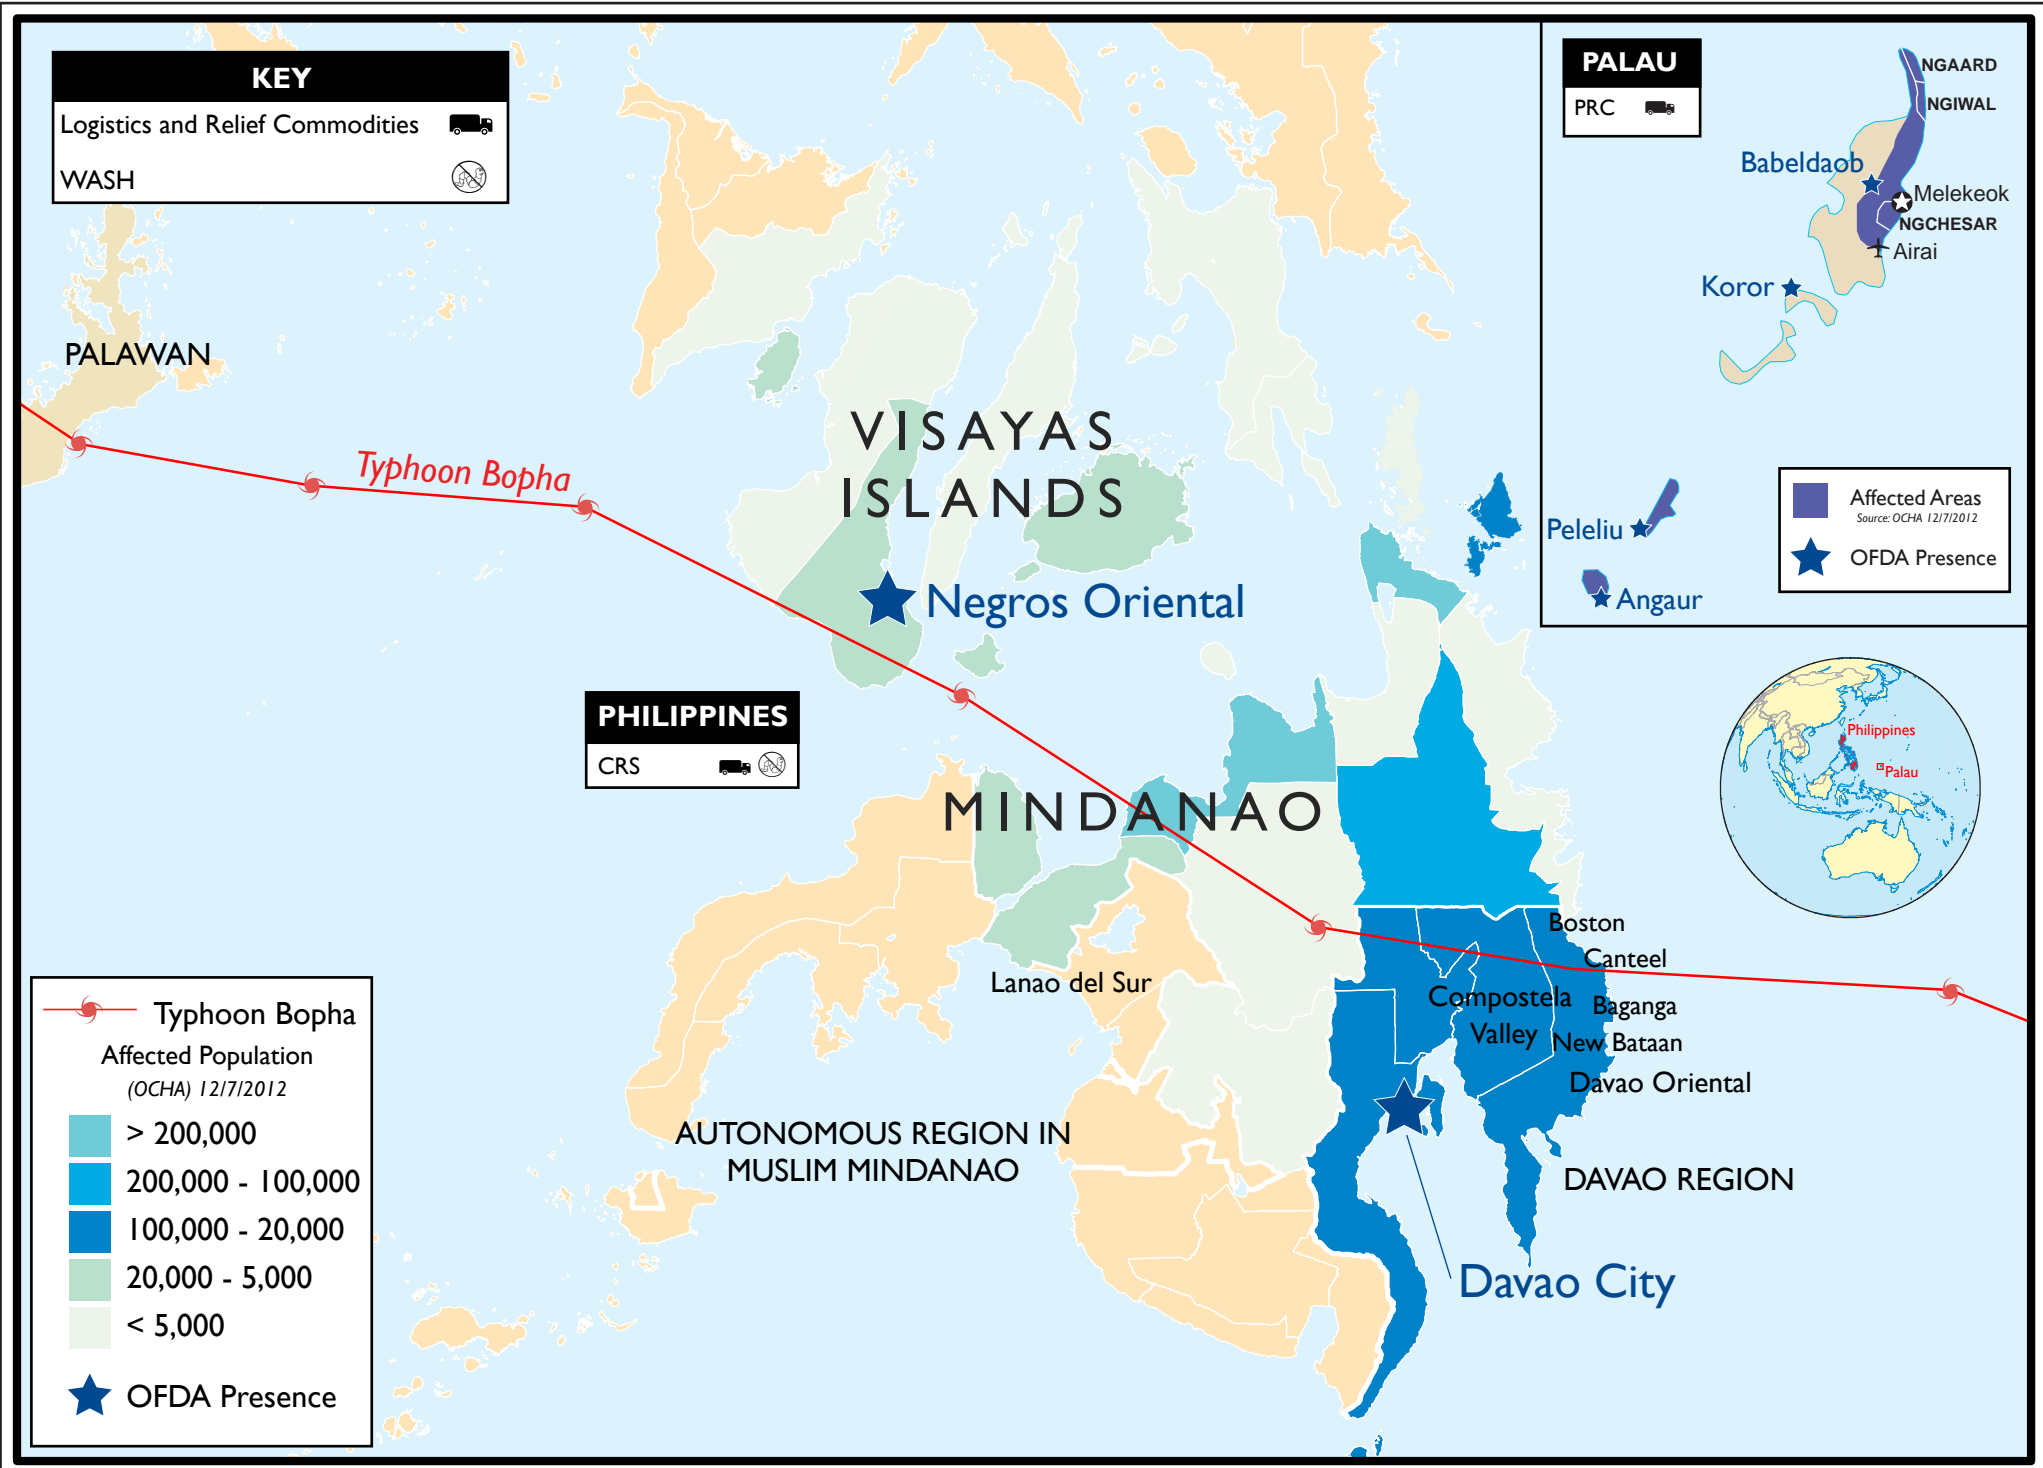 KEY
Logistics and Relief Commodities
WASH
PALAU
PRC
NGAARD
NGIWAL
Babeldaob
Melekeok
NGCHESAR
Airai
Koror
PALAWAN
Typhoon Bopha
VISAYAS
ISLANDS
Affected Areas
Source: OCHA 12/7/2012
OFDA Presence
Peleliu
Angaur
Negros Oriental
PHILIPPINES
CRS
Philippines
Palau
MINDANAO
Boston
Canteel
Lanao del Sur
Compostela
Valley
Baganga
New Bataan
Davao Oriental
AUTONOMOUS REGION IN
MUSLIM MINDANAO
DAVAO REGION
Davao City
Typhoon Bopha
Affected Population
(OCHA) 12/7/2012
> 200,000
200,000 - 100,000
100,000 - 20,000
20,000 - 5,000
< 5,000
OFDA Presence